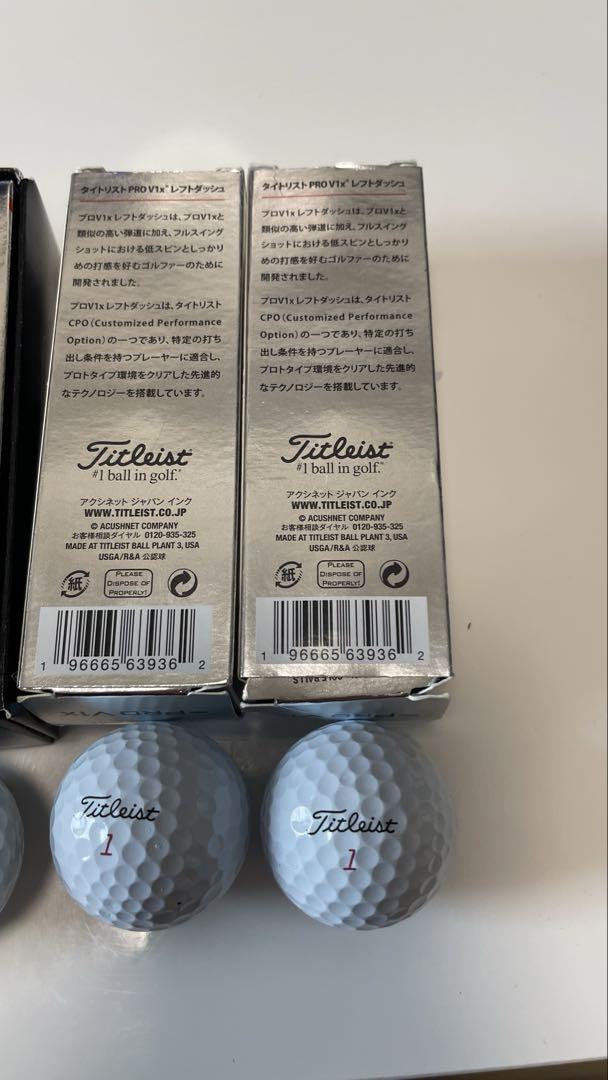 タイトリスト PRO V1x® レフトダッシュ
プロV1x レフトダッシュは、プロV1xと
類似の高い弾道に加え、フルスイング
ショットにおける低スピンとしっかり
めの打感を好むゴルファーのために
開発されました。
プロV1x レフトダッシュは、タイトリスト
CPO（Customized Performance
Option）の一つであり、特定の打ち
出し条件を持つプレーヤーに適合し、
プロトタイプ環境をクリアした先進的
なテクノロジーを搭載しています。
Titleist
#1 ball in golf.™
アクシネット ジャパン インク
WWW.TITLEIST.CO.JP
© ACUSHNET COMPANY
お客様相談ダイヤル 0120-935-325
MADE AT TITLEIST BALL PLANT 3, USA
USGA/R&A 公認球
紙
PLEASE
DISPOSE OF
PROPERLY!
1 96665 63936 2
タイトリスト PRO V1x® レフトダッシュ
プロV1x レフトダッシュは、プロV1xと
類似の高い弾道に加え、フルスイング
ショットにおける低スピンとしっかり
めの打感を好むゴルファーのために
開発されました。
プロV1x レフトダッシュは、タイトリスト
CPO（Customized Performance
Option）の一つであり、特定の打ち
出し条件を持つプレーヤーに適合し、
プロトタイプ環境をクリアした先進的
なテクノロジーを搭載しています。
Titleist
#1 ball in golf.™
アクシネット ジャパン インク
WWW.TITLEIST.CO.JP
© ACUSHNET COMPANY
お客様相談ダイヤル 0120-935-325
MADE AT TITLEIST BALL PLANT 3, USA
USGA/R&A 公認球
紙
PLEASE
DISPOSE OF
PROPERLY!
1 96665 63936 2
PRO V1x
Titleist
1
Titleist
1